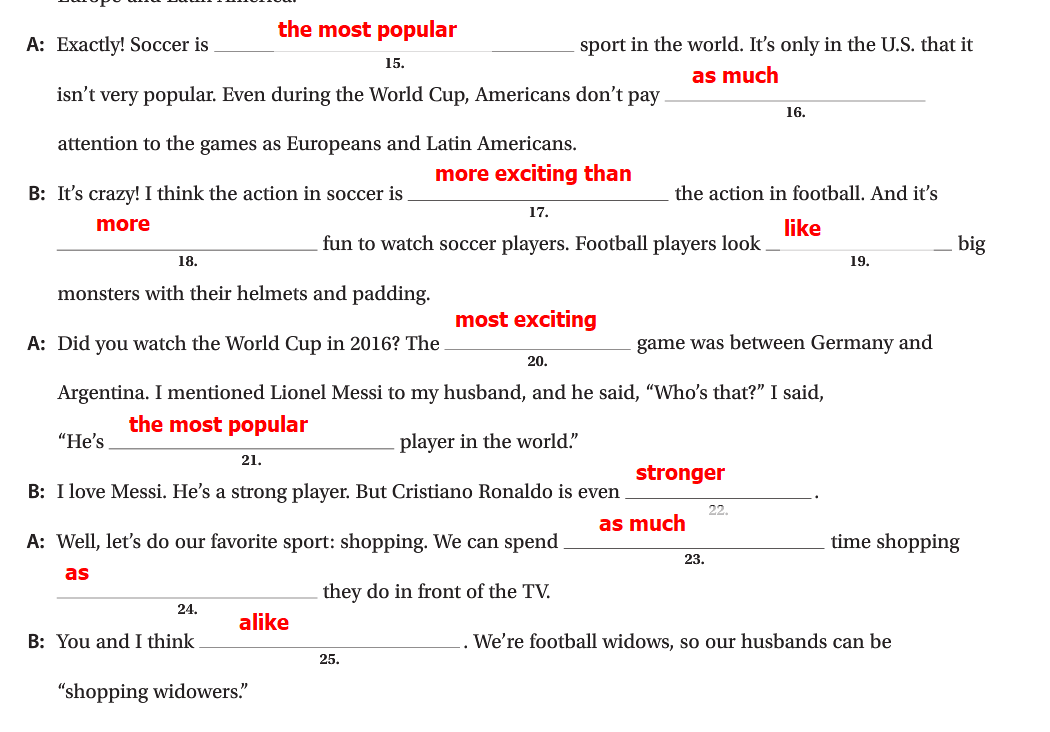 Europe and Latin America.
A: Exactly! Soccer is the most popular sport in the world. It's only in the U.S. that it
15.
isn't very popular. Even during the World Cup, Americans don't pay as much
16.
attention to the games as Europeans and Latin Americans.
B: It's crazy! I think the action in soccer is more exciting than the action in football. And it's
17.
more fun to watch soccer players. Football players look like big
18. 19.
monsters with their helmets and padding.
A: Did you watch the World Cup in 2016? The most exciting game was between Germany and
20.
Argentina. I mentioned Lionel Messi to my husband, and he said, “Who's that?” I said,
“He's the most popular player in the world.”
21.
B: I love Messi. He's a strong player. But Cristiano Ronaldo is even stronger.
22.
A: Well, let's do our favorite sport: shopping. We can spend as much time shopping
23.
as they do in front of the TV.
24.
B: You and I think alike. We're football widows, so our husbands can be
25.
“shopping widowers.”